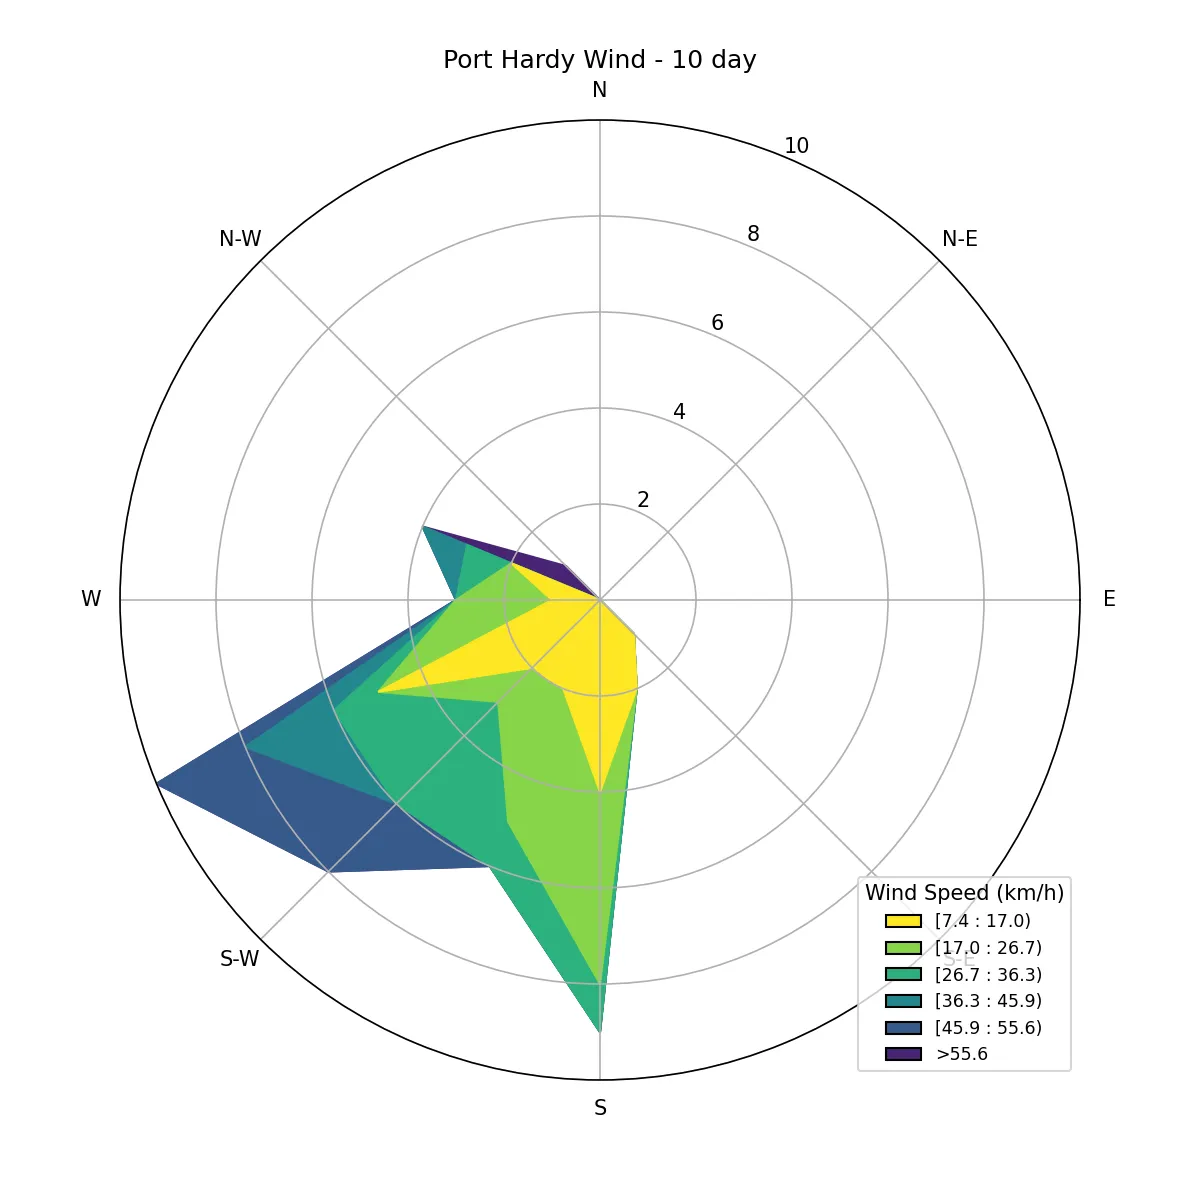 Port Hardy Wind - 10 day
N
10
N-W
N-E
8
6
4
2
W
E
Wind Speed (km/h)
[7.4 : 17.0)
[17.0 : 26.7)
[26.7 : 36.3)
[36.3 : 45.9)
[45.9 : 55.6)
>55.6
S-W
S-E
S